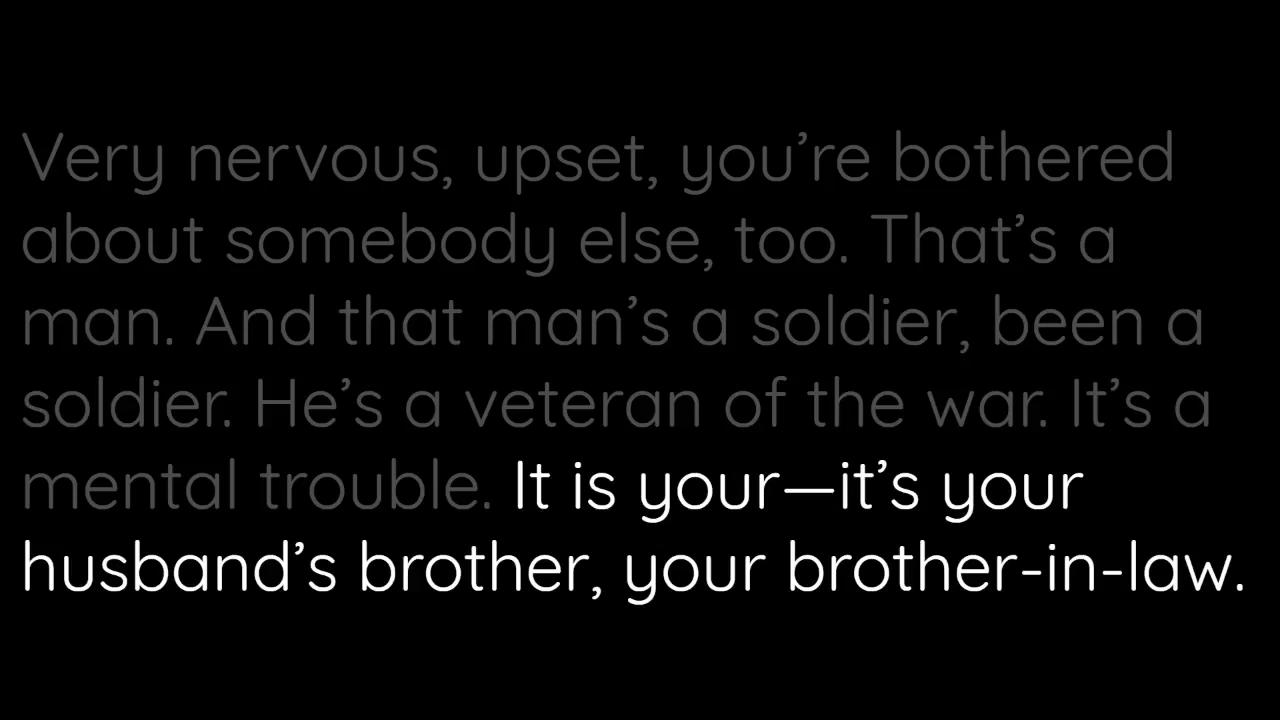 Very nervous, upset, you’re bothered
about somebody else, too. That’s a
man. And that man’s a soldier, been a
soldier. He’s a veteran of the war. It’s a
mental trouble. It is your—it’s your
husband’s brother, your brother-in-law.